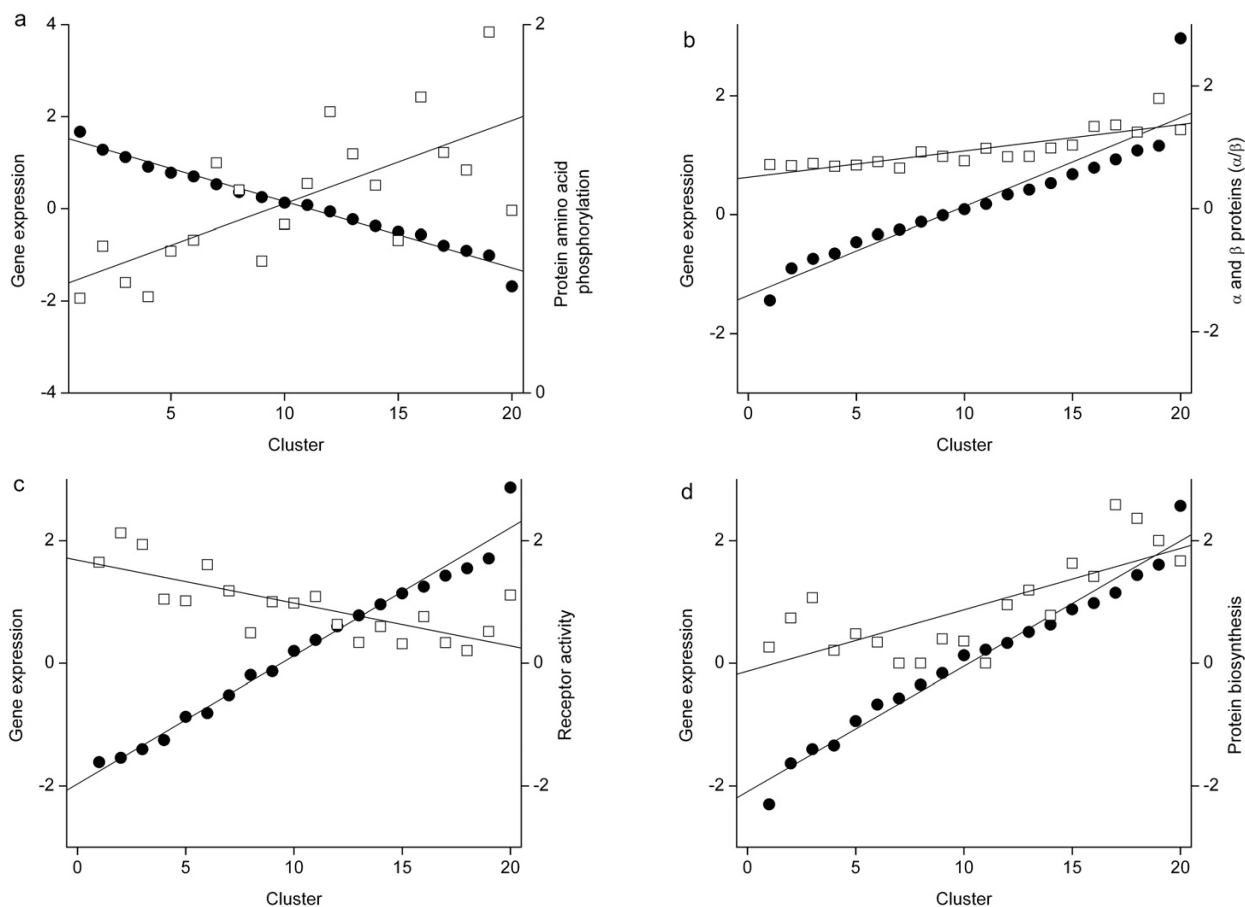 a
4
2
0
-2
-4
Gene expression
2
0
Protein amino acid
phosphorylation
5
10
15
20
Cluster
b
2
0
-2
Gene expression
2
0
-2
α and β proteins (α/β)
0
5
10
15
20
Cluster
c
2
0
-2
Gene expression
2
0
-2
Receptor activity
0
5
10
15
20
Cluster
d
2
0
-2
Gene expression
2
0
-2
Protein biosynthesis
0
5
10
15
20
Cluster